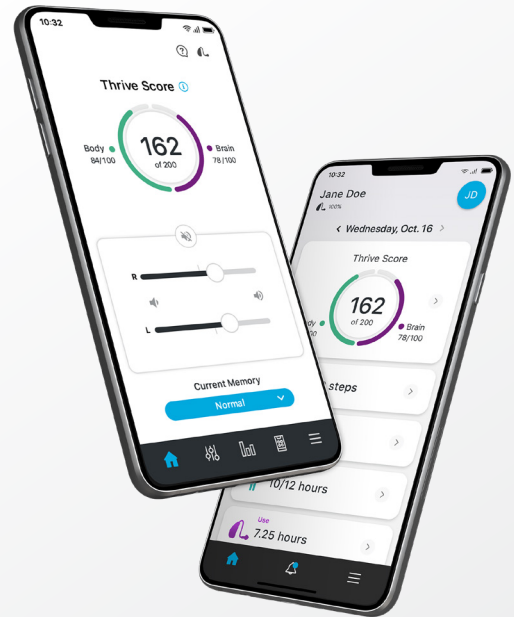 10:32
Thrive Score
Body
84/100
162
of 200
Brain
78/100
R
L
Current Memory
Normal
10:32
Jane Doe
100%
JD
Wednesday, Oct. 16
Thrive Score
162
of 200
Brain
78/100
steps
10/12 hours
Use
7.25 hours